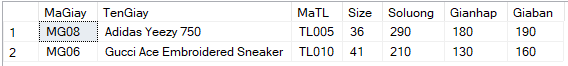 MaGiay TenGiay MaTL Size Soluong Gianhap Giaban
1 MG08 Adidas Yeezy 750 TL005 36 290 180 190
2 MG06 Gucci Ace Embroidered Sneaker TL010 41 210 130 160